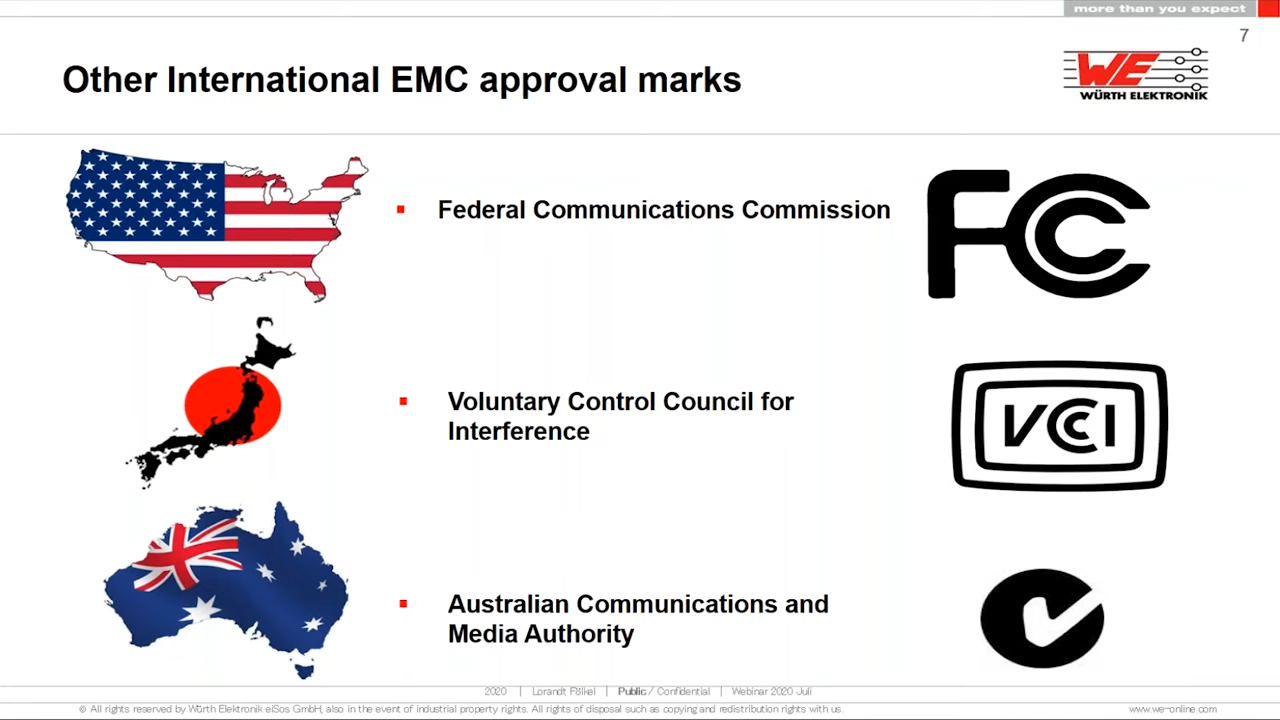 more than you expect
7
Other International EMC approval marks
WE
WÜRTH ELEKTRONIK
Federal Communications Commission
FCC
Voluntary Control Council for
Interference
VCCI
Australian Communications and
Media Authority
2020 | Lorandt Fölkel | Public / Confidential | Webinar 2020 Juli
© All rights reserved by Würth Elektronik eiSos GmbH, also in the event of industrial property rights. All rights of disposal such as copying and redistribution rights with us.
www.we-online.com